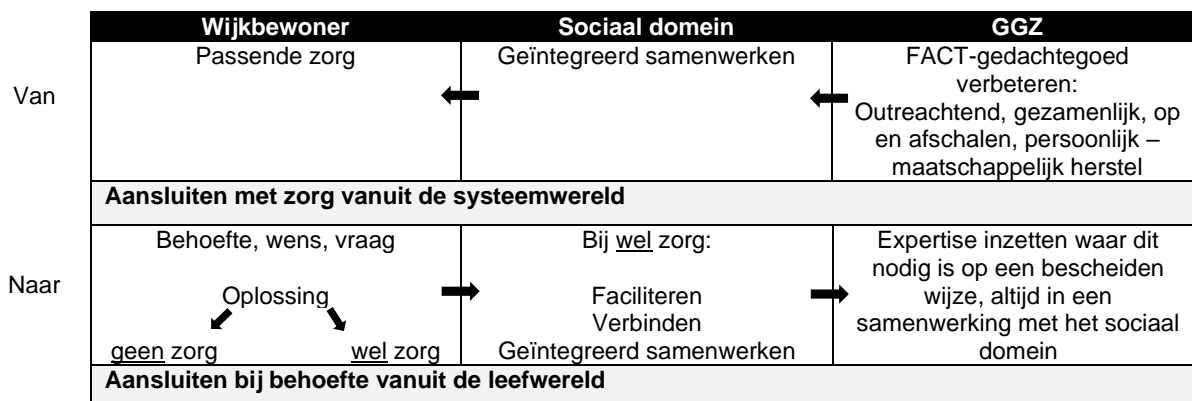 Wijkbewoner
Sociaal domein
GGZ
Van
Passende zorg
Geïntegreerd samenwerken
FACT-gedachtegoed
verbeteren:
Outreachtend, gezamenlijk, op
en afschalen, persoonlijk –
maatschappelijk herstel
Aansluiten met zorg vanuit de systeemwereld
Naar
Behoefte, wens, vraag
Oplossing
geen zorg
wel zorg
Bij wel zorg:
Faciliteren
Verbinden
Geïntegreerd samenwerken
Expertise inzetten waar dit
nodig is op een bescheiden
wijze, altijd in een
samenwerking met het sociaal
domein
Aansluiten bij behoefte vanuit de leefwereld